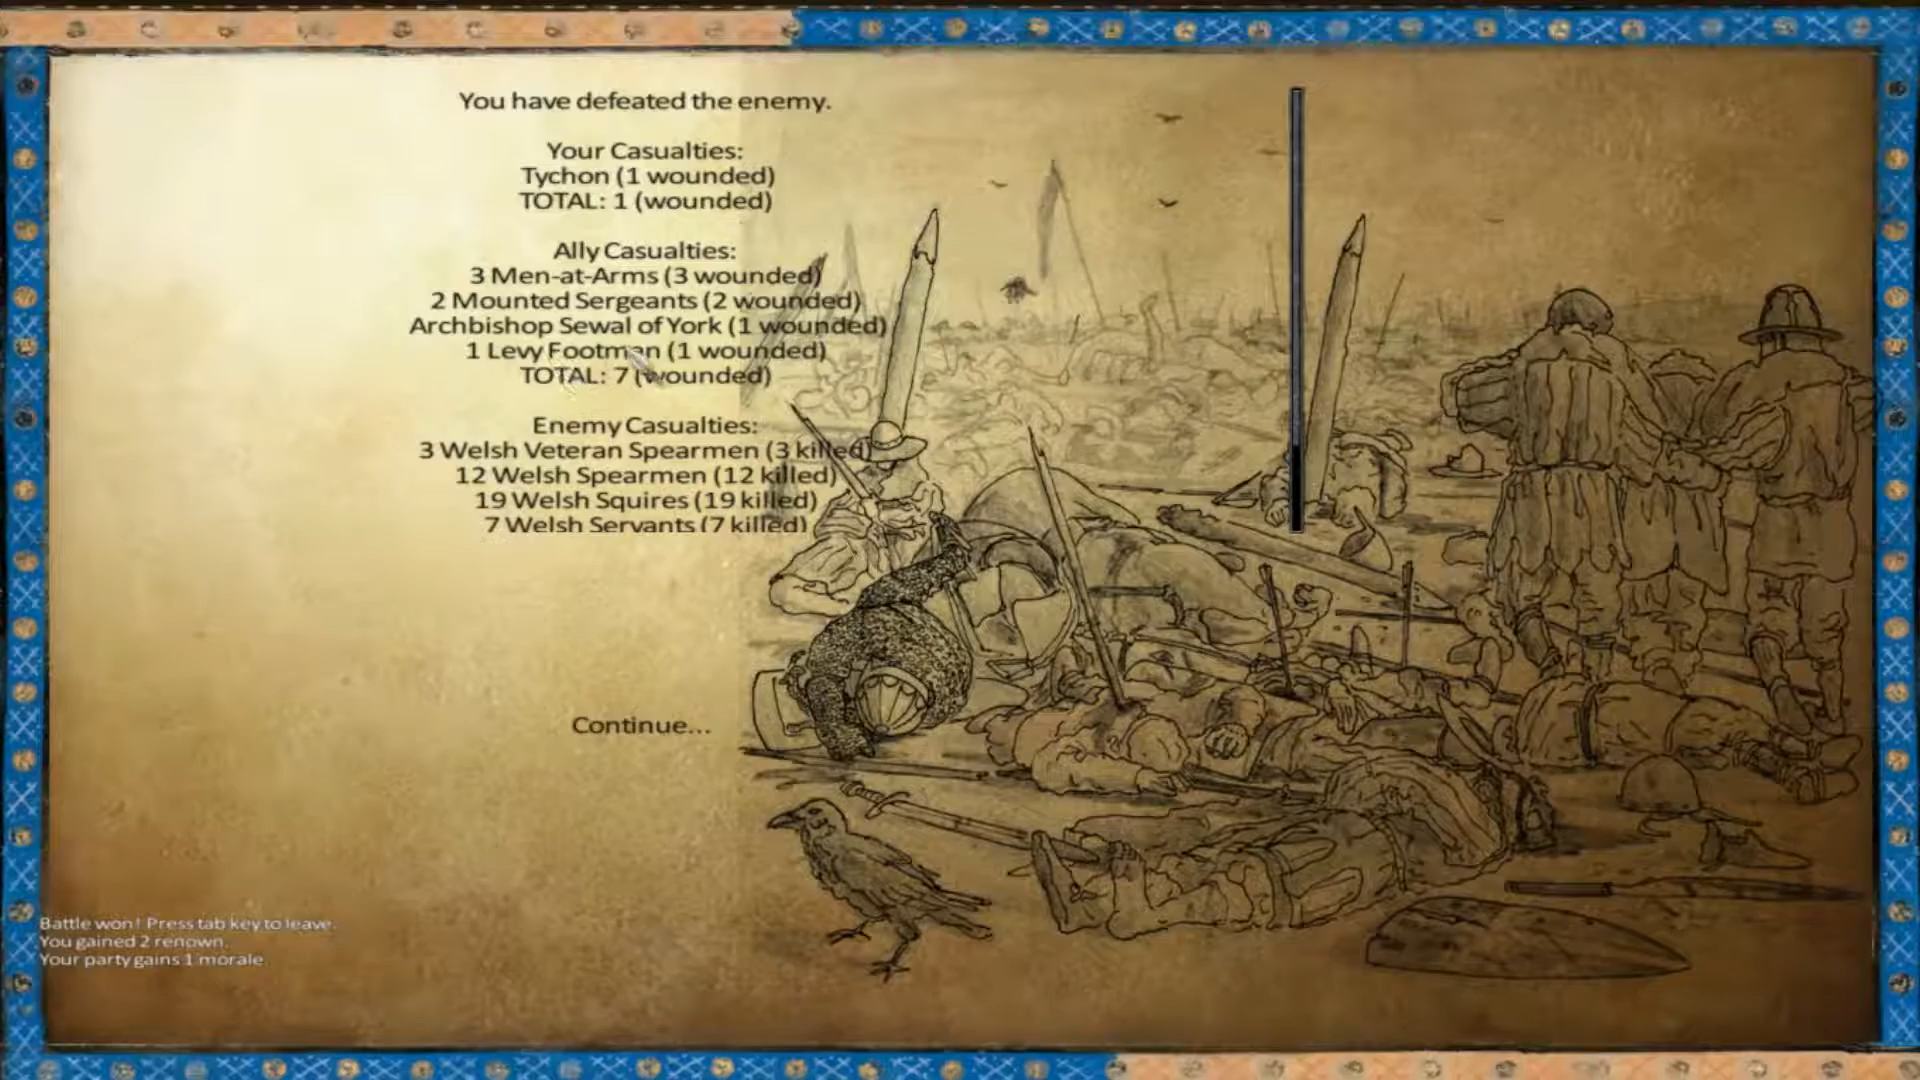 You have defeated the enemy.
Your Casualties:
Tychon (1 wounded)
TOTAL: 1 (wounded)
Ally Casualties:
3 Men-at-Arms (3 wounded)
2 Mounted Sergeants (2 wounded)
Archbishop Sewal of York (1 wounded)
1 Levy Footman (1 wounded)
TOTAL: 7 (wounded)
Enemy Casualties:
3 Welsh Veteran Spearmen (3 killed)
12 Welsh Spearmen (12 killed)
19 Welsh Squires (19 killed)
7 Welsh Servants (7 killed)
Continue...
Battle won! Press tab key to leave.
You gained 2 renown.
Your party gains 1 morale.